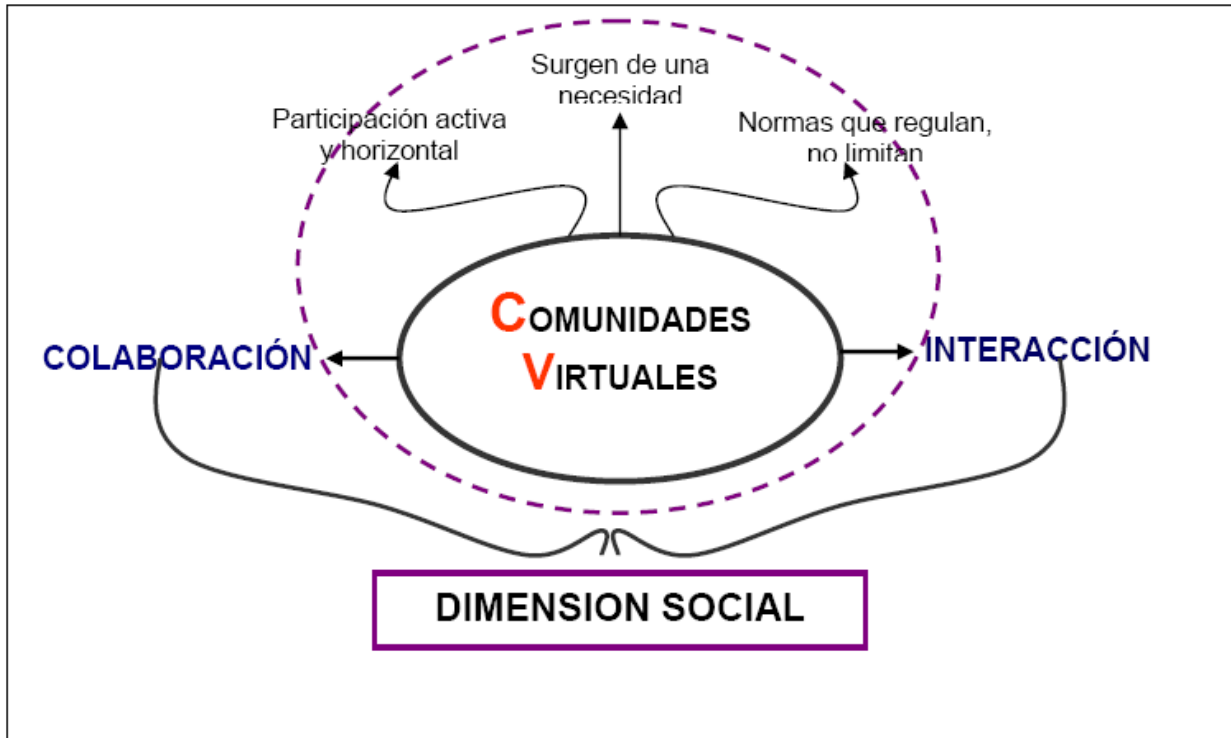 Surgen de una
necesidad
Participación activa
y horizontal
Normas que regulan,
no limitan
COMUNIDADES
VIRTUALES
COLABORACIÓN
INTERACCIÓN
DIMENSION SOCIAL